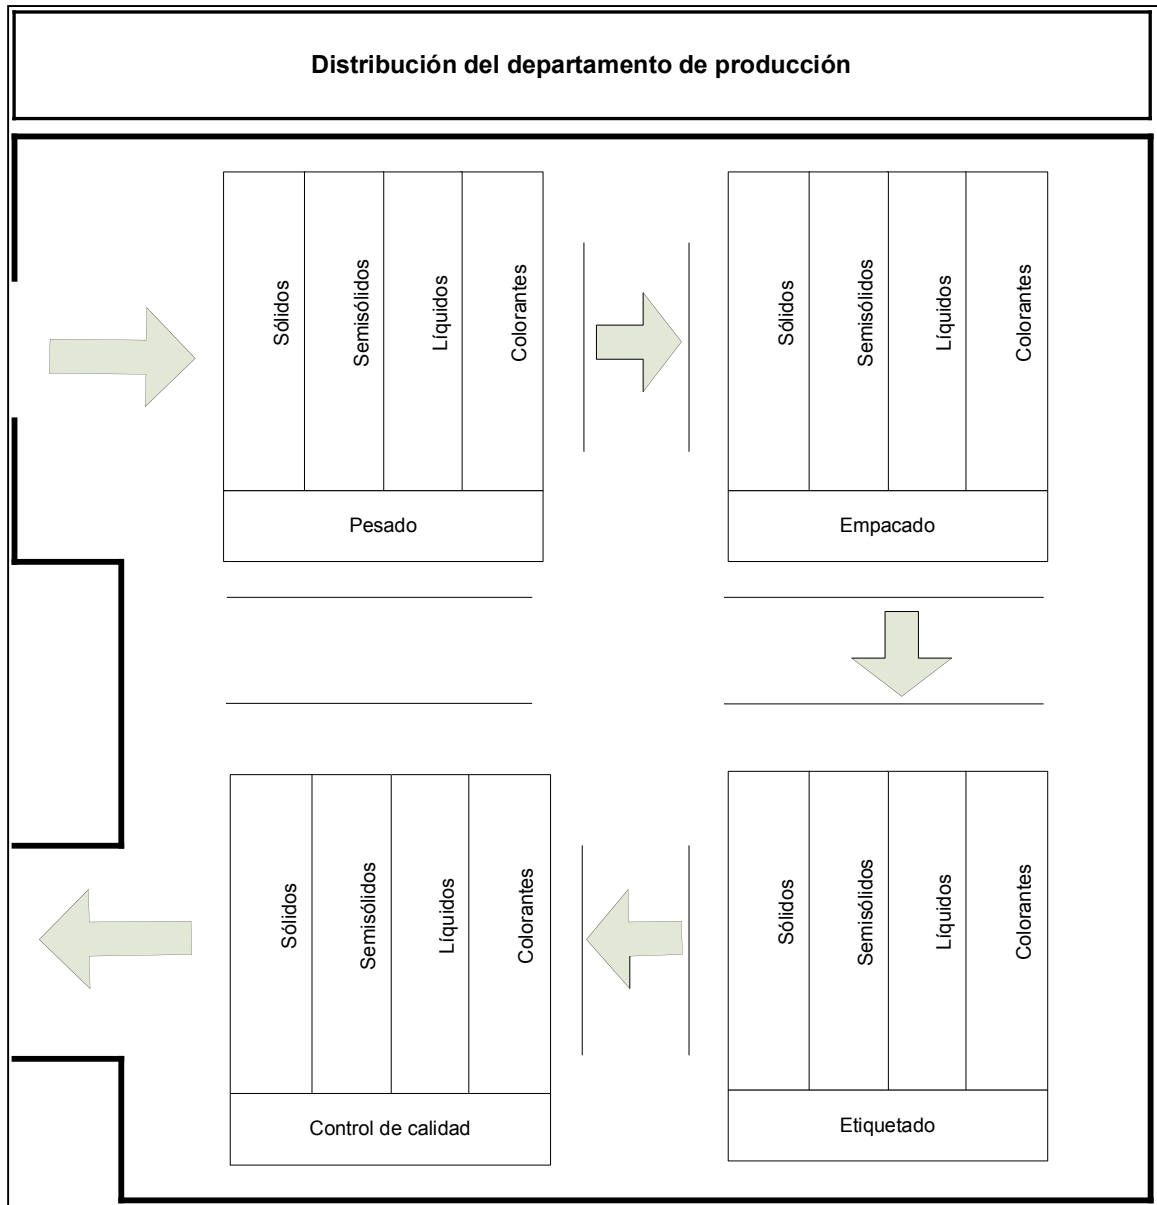 Distribución del departamento de producción
Sólidos
Semisólidos
Líquidos
Colorantes
Pesado
Sólidos
Semisólidos
Líquidos
Colorantes
Empacado
Sólidos
Semisólidos
Líquidos
Colorantes
Control de calidad
Sólidos
Semisólidos
Líquidos
Colorantes
Etiquetado